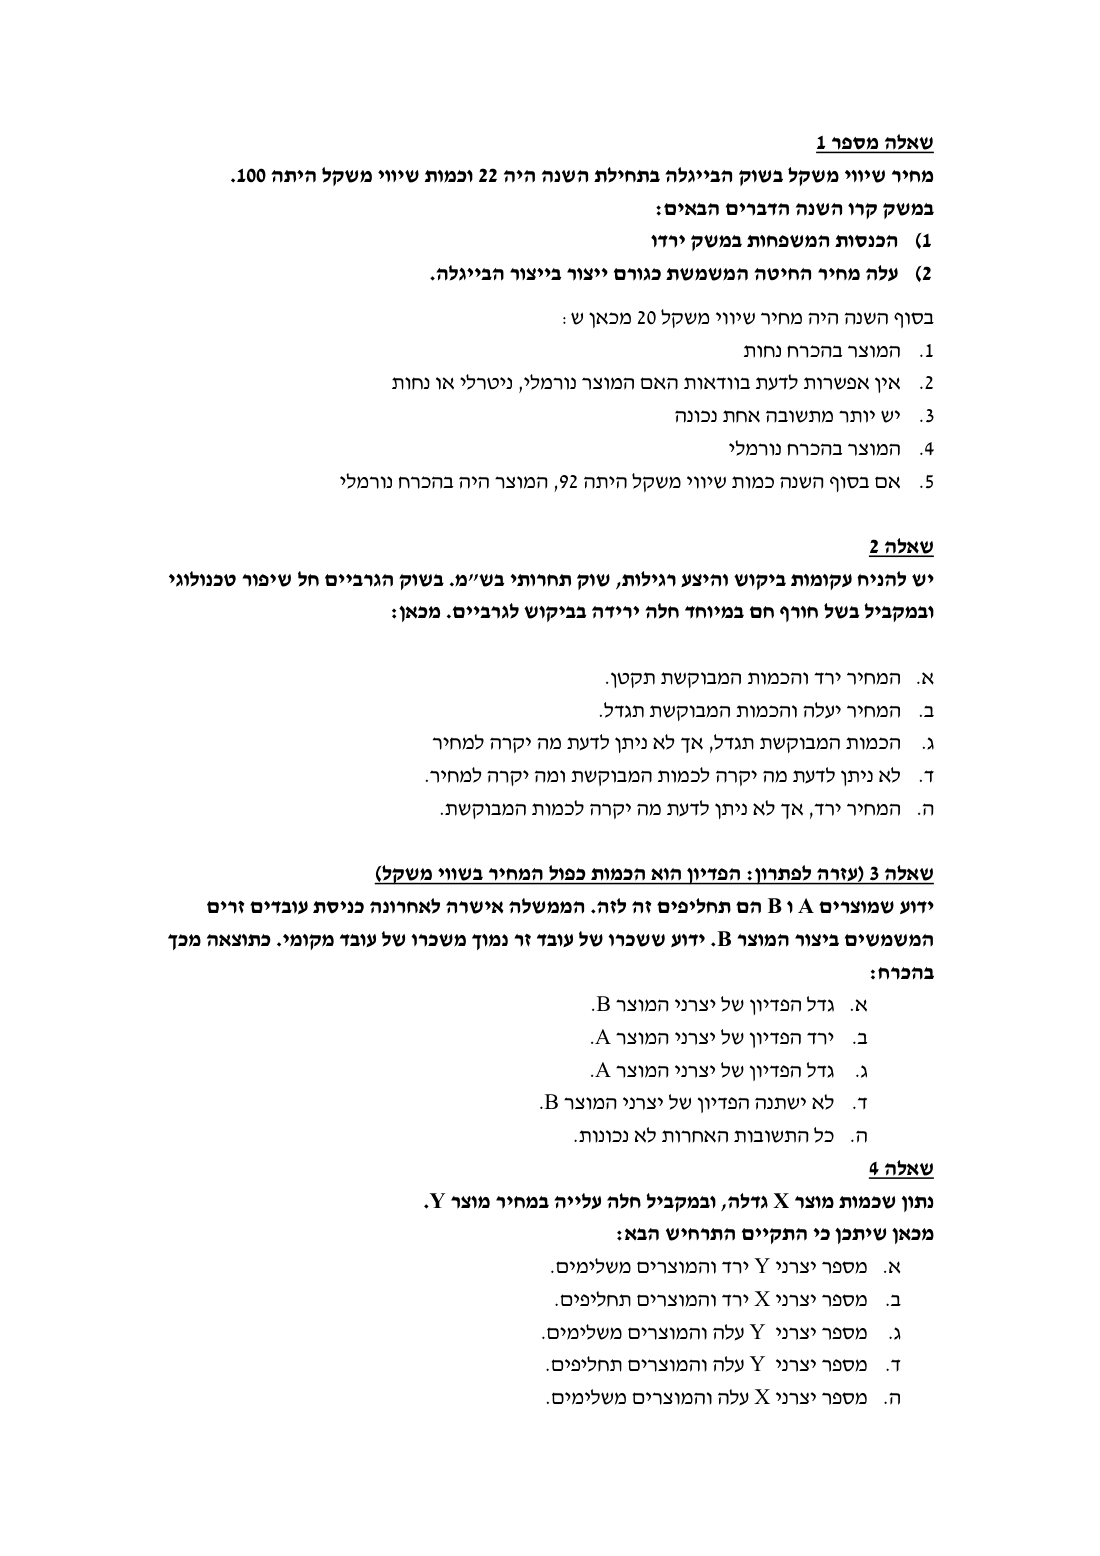 שאלה מספר 1
מחיר שיווי משקל בשוק הבייגלה בתחילת השנה היה 22 וכמות שיווי משקל היתה 100.
במשק קרו השנה הדברים הבאים:
1) הכנסות המשפחות במשק ירדו
2) עלה מחיר החיטה המשמשת כגורם ייצור בייצור הבייגלה.
בסוף השנה היה מחיר שיווי משקל 20 מכאן ש :
1. המוצר בהכרח נחות
2. אין אפשרות לדעת בוודאות האם המוצר נורמלי, ניטרלי או נחות
3. יש יותר מתשובה אחת נכונה
4. המוצר בהכרח נורמלי
5. אם בסוף השנה כמות שיווי משקל היתה 92, המוצר היה בהכרח נורמלי
שאלה 2
יש להניח עקומות ביקוש והיצע רגילות, שוק תחרותי בש"מ. בשוק הגרביים חל שיפור טכנולוגי
ובמקביל בשל חורף חם במיוחד חלה ירידה בביקוש לגרביים. מכאן:
א. המחיר ירד והכמות המבוקשת תקטן.
ב. המחיר יעלה והכמות המבוקשת תגדל.
ג. הכמות המבוקשת תגדל, אך לא ניתן לדעת מה יקרה למחיר
ד. לא ניתן לדעת מה יקרה לכמות המבוקשת ומה יקרה למחיר.
ה. המחיר ירד, אך לא ניתן לדעת מה יקרה לכמות המבוקשת.
שאלה 3 (עזרה לפתרון: הפדיון הוא הכמות כפול המחיר בשווי משקל)
ידוע שמוצרים A ו B הם תחליפים זה לזה. הממשלה אישרה לאחרונה כניסת עובדים זרים
המשמשים ביצור המוצר B. ידוע ששכרו של עובד זר נמוך משכרו של עובד מקומי. כתוצאה מכך
בהכרח:
א. גדל הפדיון של יצרני המוצר B.
ב. ירד הפדיון של יצרני המוצר A.
ג. גדל הפדיון של יצרני המוצר A.
ד. לא ישתנה הפדיון של יצרני המוצר B.
ה. כל התשובות האחרות לא נכונות.
שאלה 4
נתון שכמות מוצר X גדלה, ובמקביל חלה עלייה במחיר מוצר Y.
מכאן שיתכן כי התקיים התרחיש הבא:
א. מספר יצרני Y ירד והמוצרים משלימים.
ב. מספר יצרני X ירד והמוצרים תחליפים.
ג. מספר יצרני Y עלה והמוצרים משלימים.
ד. מספר יצרני Y עלה והמוצרים תחליפים.
ה. מספר יצרני X עלה והמוצרים משלימים.